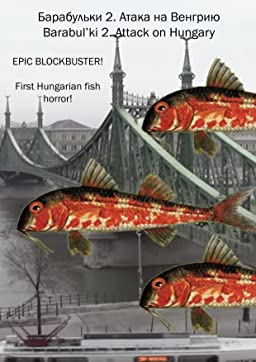 Барабульки 2. Атака на Венгрию
Barabul'ki 2. Attack on Hungary
EPIC BLOCKBUSTER!
First Hungarian fish
horror!